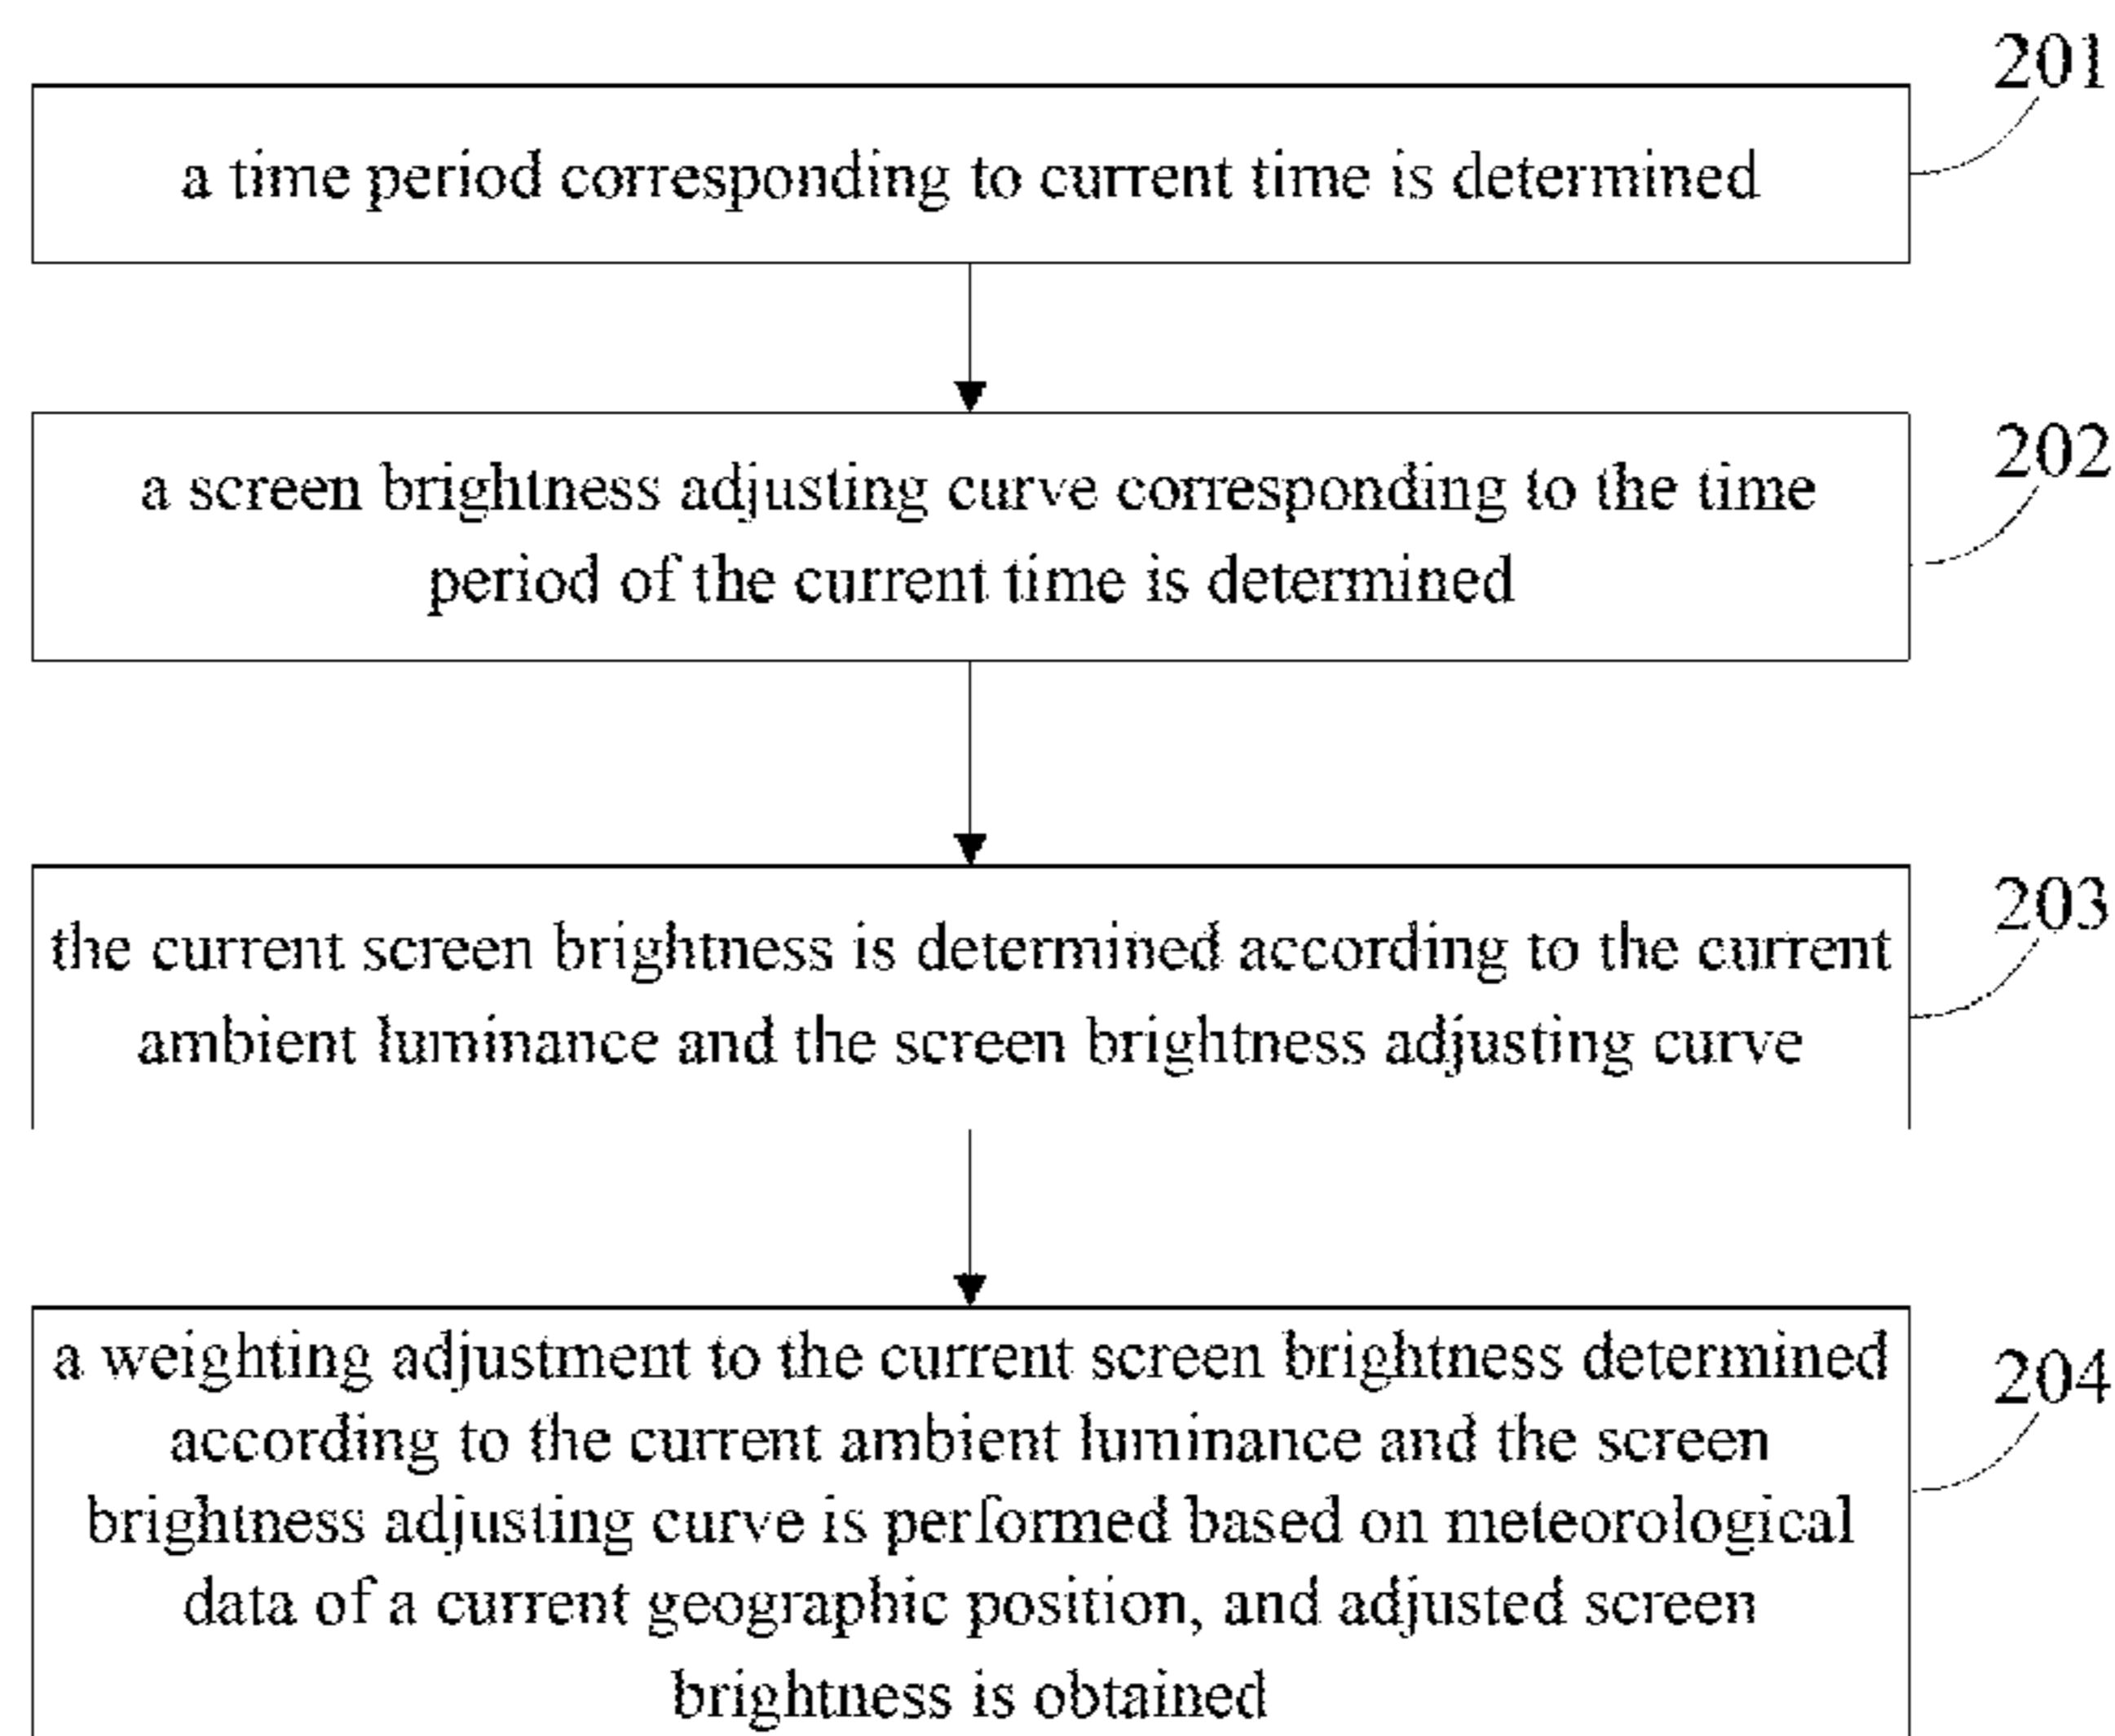 201
a time period corresponding to current time is determined
202
a screen brightness adjusting curve corresponding to the time
period of the current time is determined
203
the current screen brightness is determined according to the current
ambient luminance and the screen brightness adjusting curve
204
a weighting adjustment to the current screen brightness determined
according to the current ambient luminance and the screen
brightness adjusting curve is performed based on meteorological
data of a current geographic position, and adjusted screen
brightness is obtained